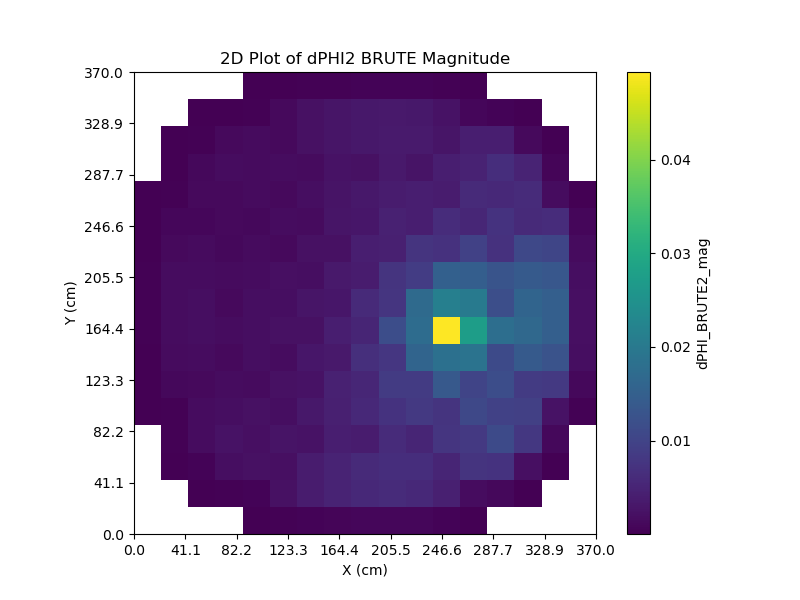 2D Plot of dPHI2 BRUTE Magnitude
370.0
328.9
287.7
246.6
205.5
164.4
123.3
82.2
41.1
0.0
Y (cm)
0.0 41.1 82.2 123.3 164.4 205.5 246.6 287.7 328.9 370.0
X (cm)
0.04
0.03
0.02
0.01
dPHI_BRUTE2_mag